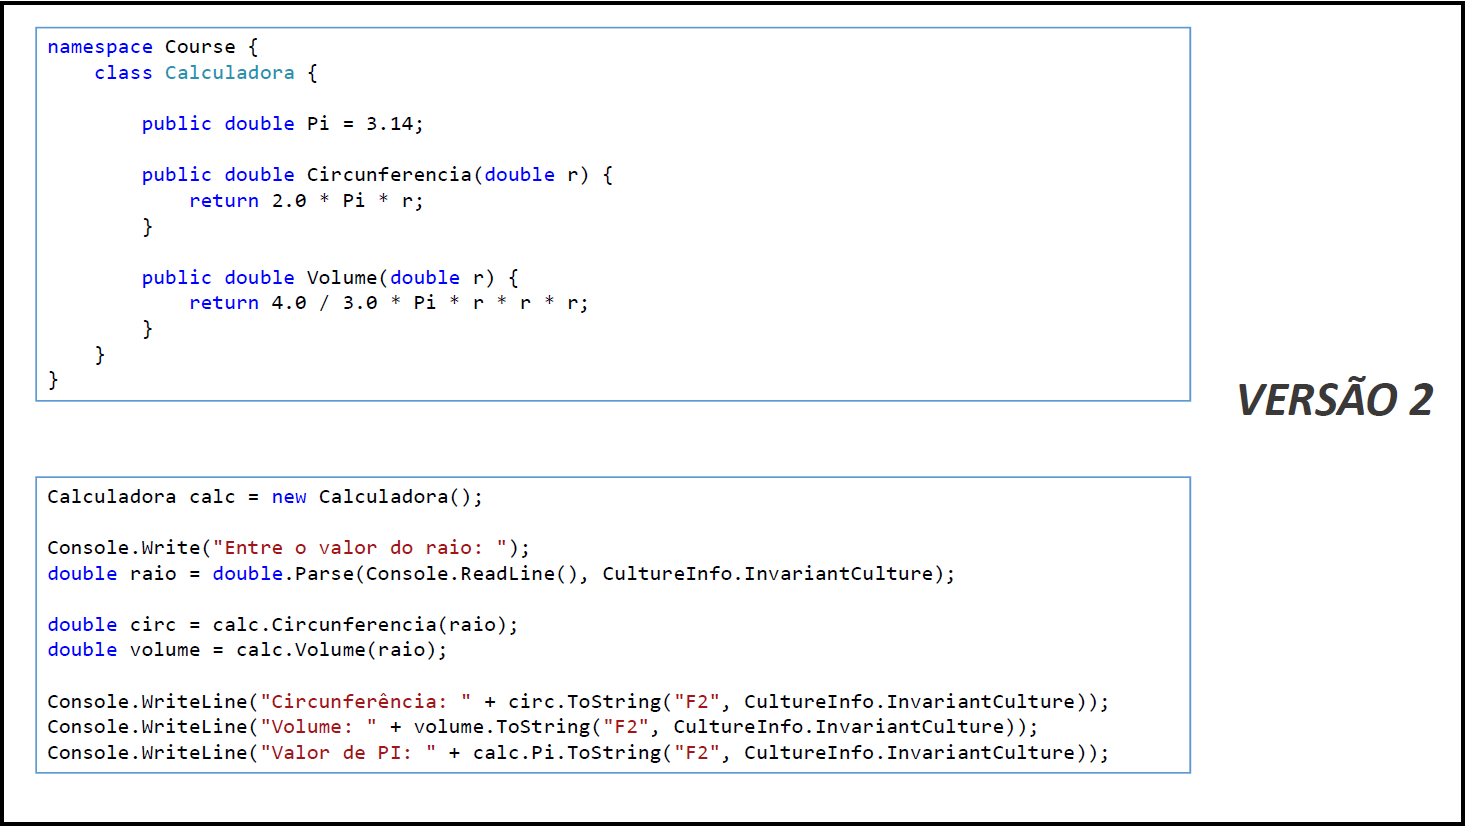 namespace Course {
class Calculadora {
public double Pi = 3.14;
public double Circunferencia(double r) {
return 2.0 * Pi * r;
}
public double Volume(double r) {
return 4.0 / 3.0 * Pi * r * r * r;
}
}
}
VERSÃO 2
Calculadora calc = new Calculadora();
Console.Write("Entre o valor do raio: ");
double raio = double.Parse(Console.ReadLine(), CultureInfo.InvariantCulture);
double circ = calc.Circunferencia(raio);
double volume = calc.Volume(raio);
Console.WriteLine("Circunferência: " + circ.ToString("F2", CultureInfo.InvariantCulture));
Console.WriteLine("Volume: " + volume.ToString("F2", CultureInfo.InvariantCulture));
Console.WriteLine("Valor de PI: " + calc.Pi.ToString("F2", CultureInfo.InvariantCulture));